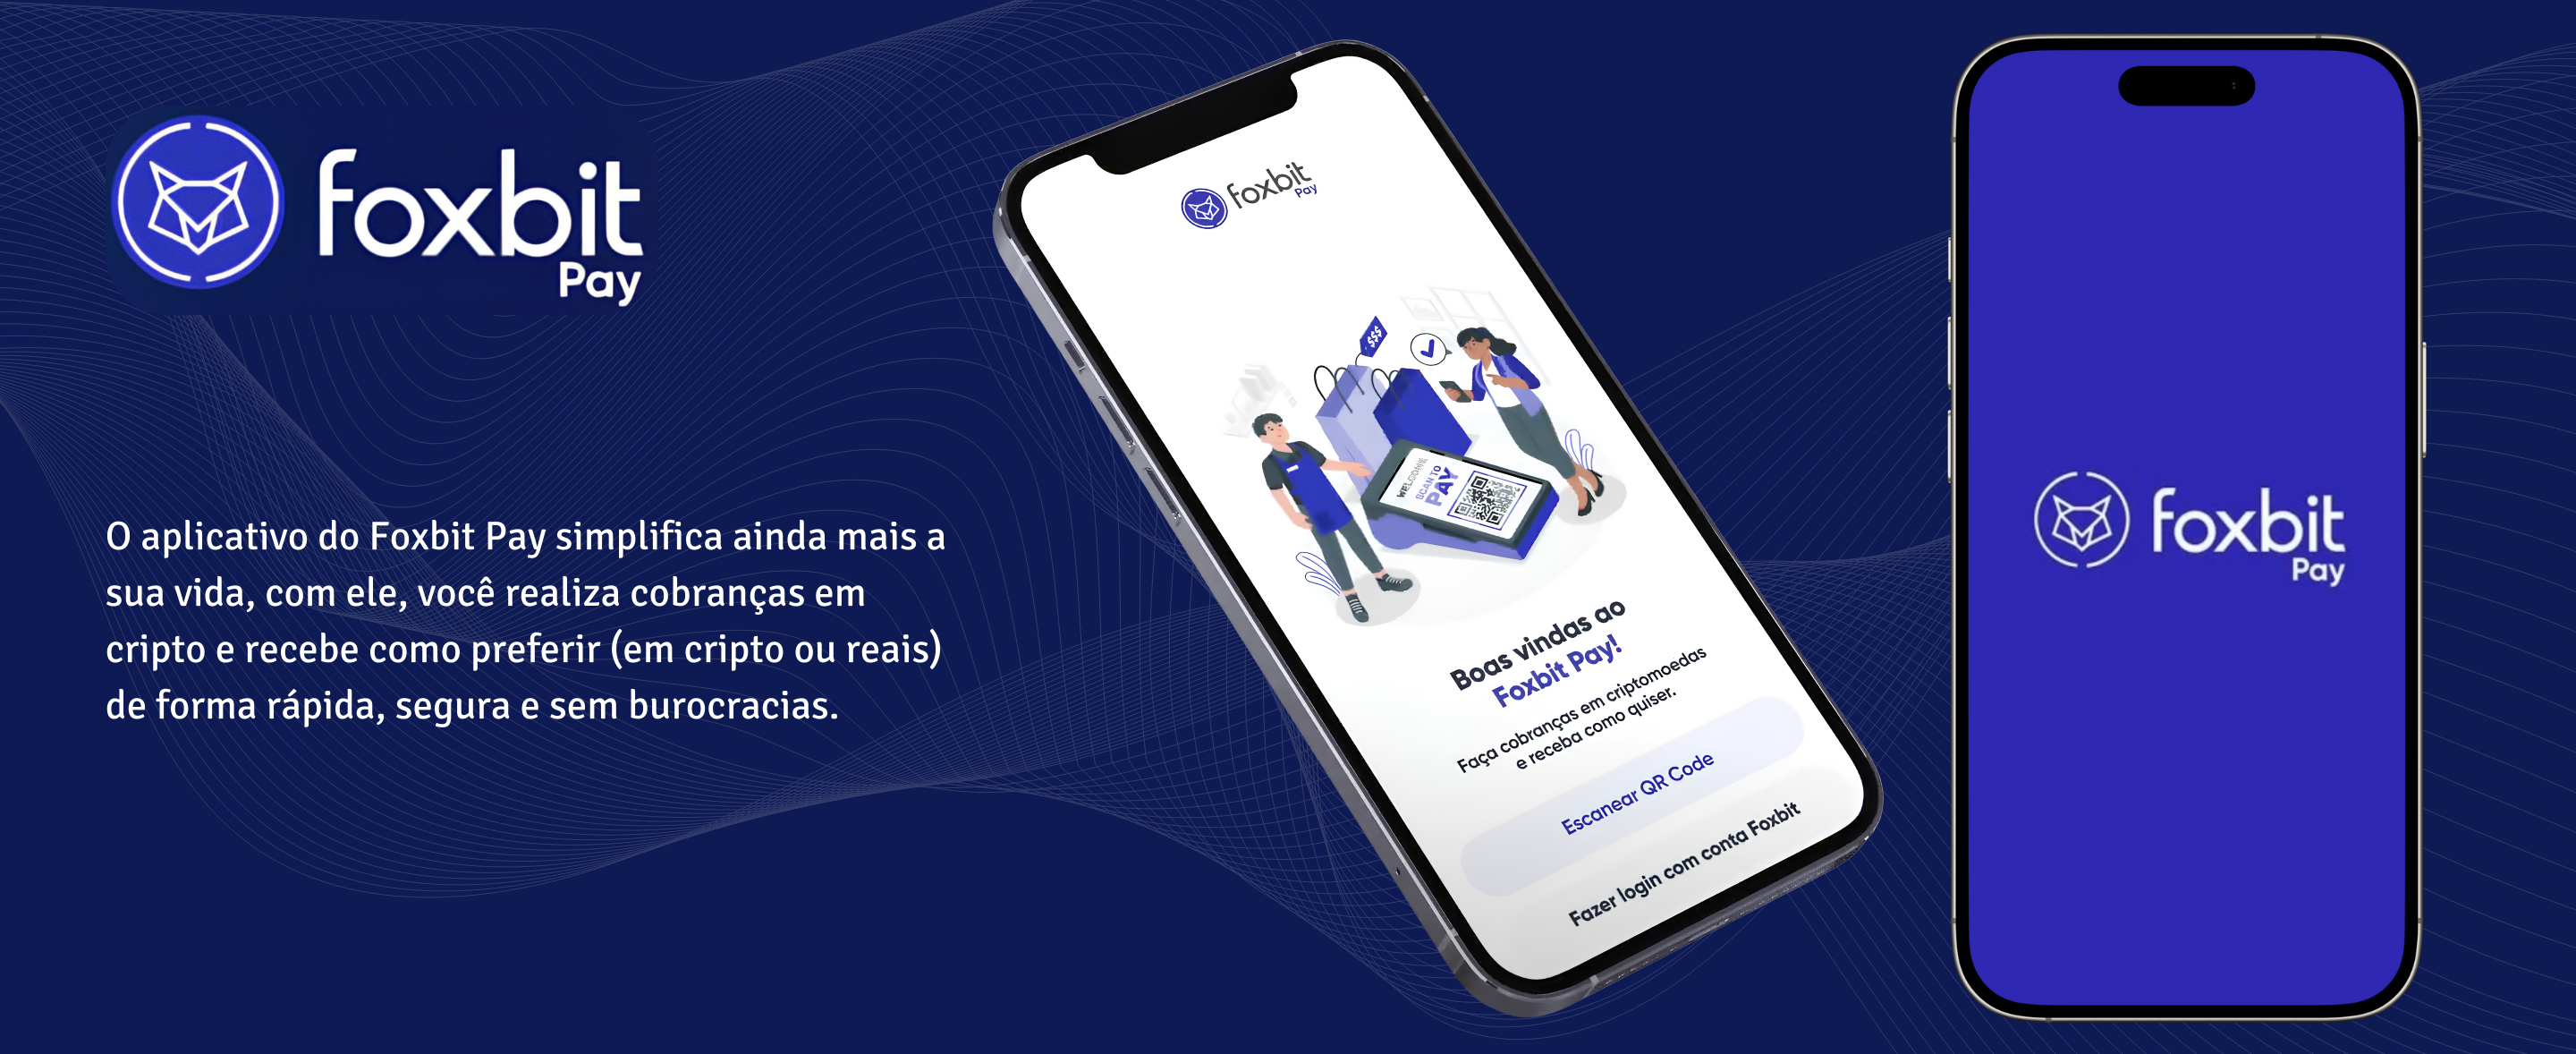 foxbit
Pay
O aplicativo do Foxbit Pay simplifica ainda mais a
sua vida, com ele, você realiza cobranças em
cripto e recebe como preferir (em cripto ou reais)
de forma rápida, segura e sem burocracias.
foxbit
Pay
$$$
WELCOME!
SCAN TO
PAY
Boas vindas ao
Foxbit Pay!
Faça cobranças em criptomoedas
e receba como quiser.
Escanear QR Code
Fazer login com conta Foxbit
foxbit
Pay